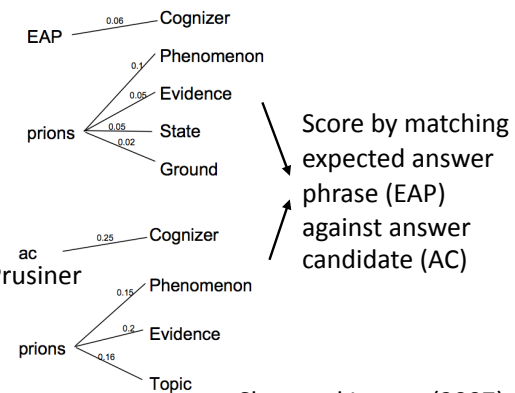 EAP
0.06
Cognizer
prions
0.1
Phenomenon
0.05
Evidence
0.05
State
0.02
Ground
Score by matching
expected answer
phrase (EAP)
against answer
candidate (AC)
ac
Prusiner
0.25
Cognizer
prions
0.15
Phenomenon
0.2
Evidence
0.16
Topic